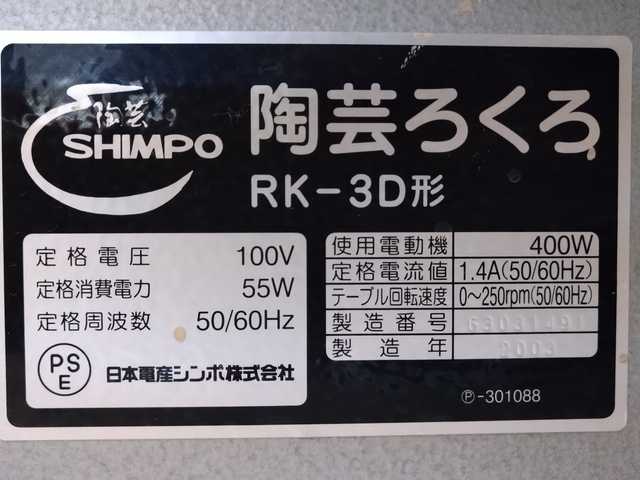 陶芸
SHIMPO
陶芸ろくろ
RK-3D形
定格電圧 100V
定格消費電力 55W
定格周波数 50/60Hz
PS
E
日本電産シンポ株式会社
使用電動機 400W
定格電流値 1.4A(50/60Hz)
テーブル回転速度 0~250rpm(50/60Hz)
製造番号 63031491
製造年 2003
Ⓟ-301088